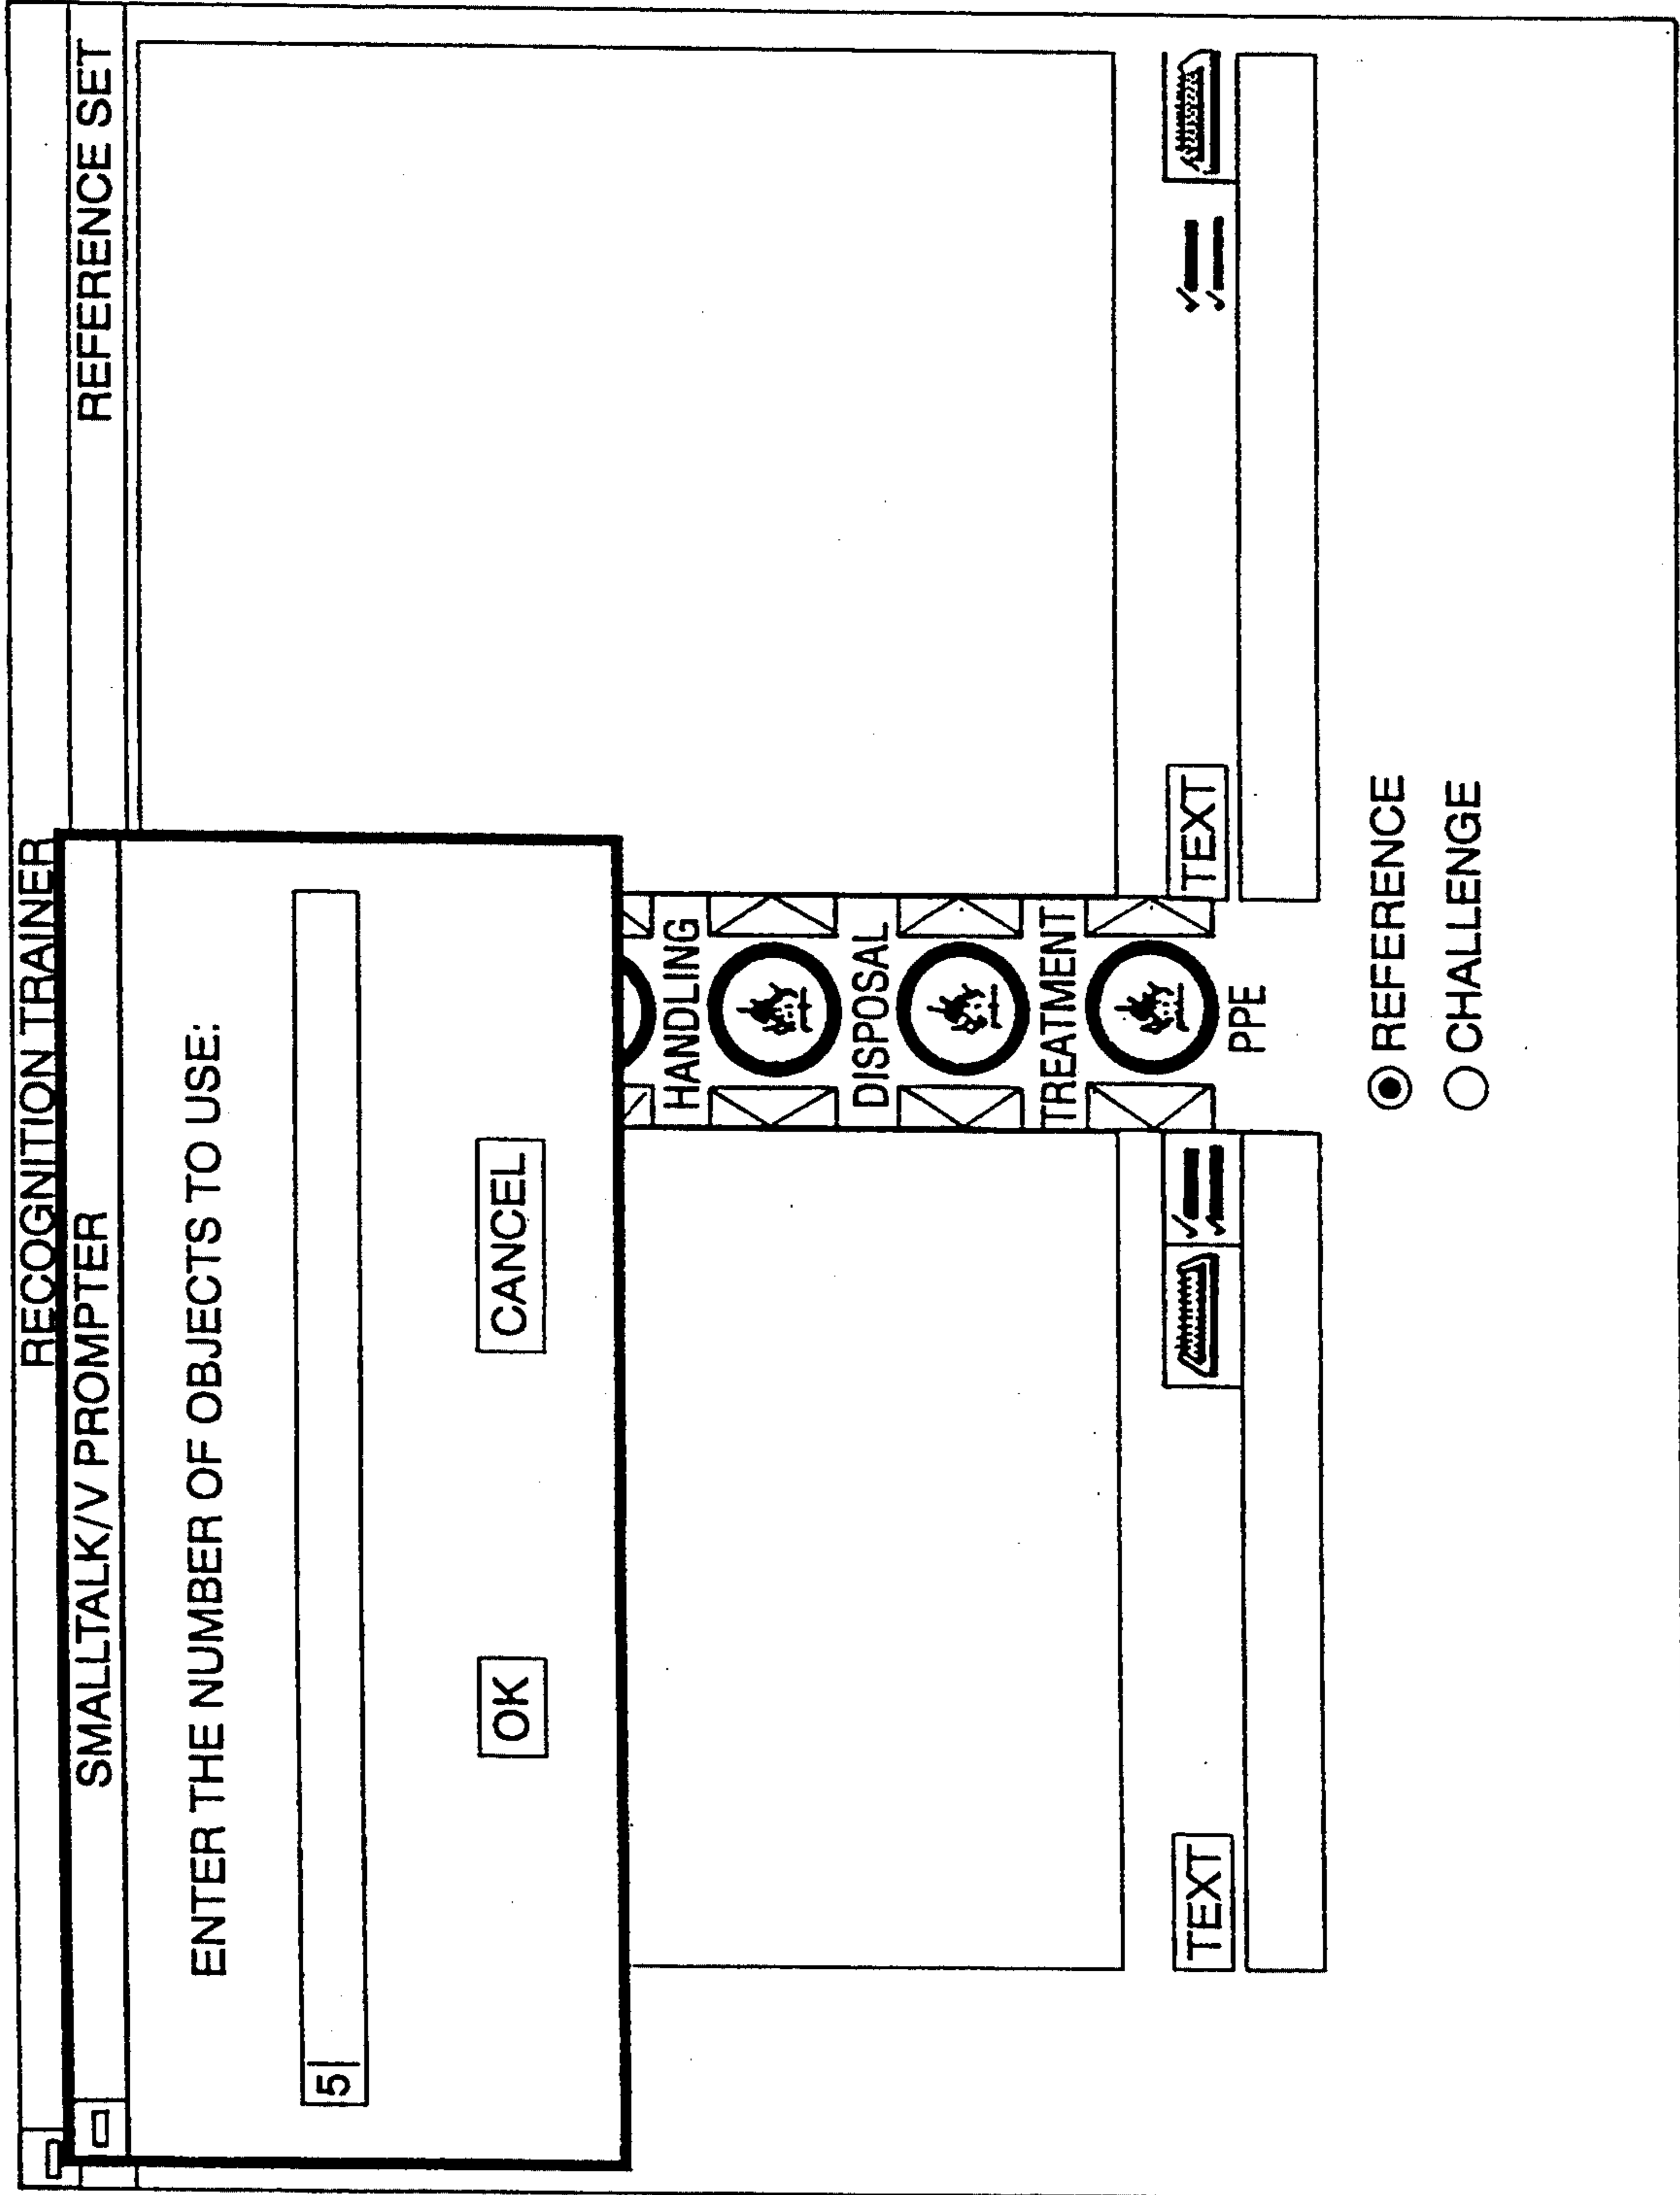 RECOGNITION TRAINER
SMALLTALK/V PROMPTER
REFERENCE SET
ENTER THE NUMBER OF OBJECTS TO USE:
5
OK
CANCEL
HANDLING
DISPOSAL
TREATMENT
PPE
TEXT
TEXT
REFERENCE
CHALLENGE